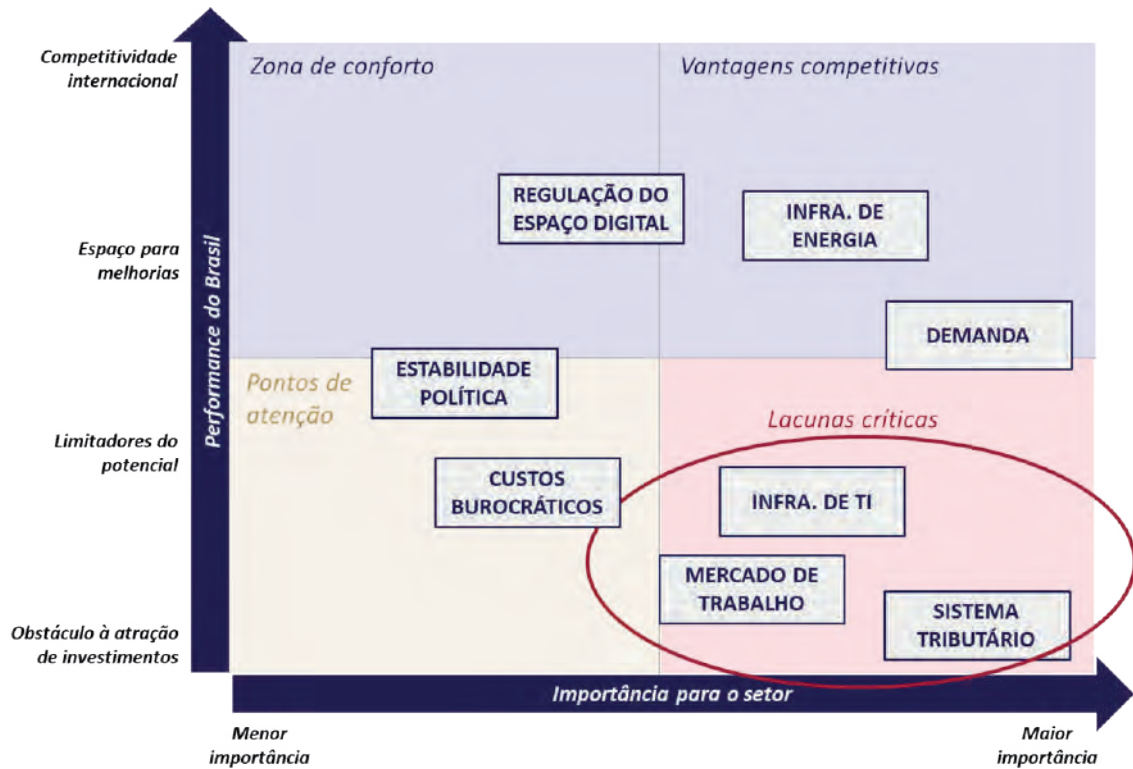 Competitividade
internacional
Zona de conforto
Vantagens competitivas
REGULAÇÃO DO
ESPAÇO DIGITAL
INFRA. DE
ENERGIA
Espaço para
melhorias
Performance do Brasil
DEMANDA
ESTABILIDADE
POLÍTICA
Pontos de
atenção
Lacunas críticas
Limitadores do
potencial
CUSTOS
BUROCRÁTICOS
INFRA. DE TI
MERCADO DE
TRABALHO
SISTEMA
TRIBUTÁRIO
Obstáculo à atração
de investimentos
Importância para o setor
Menor
importância
Maior
importância